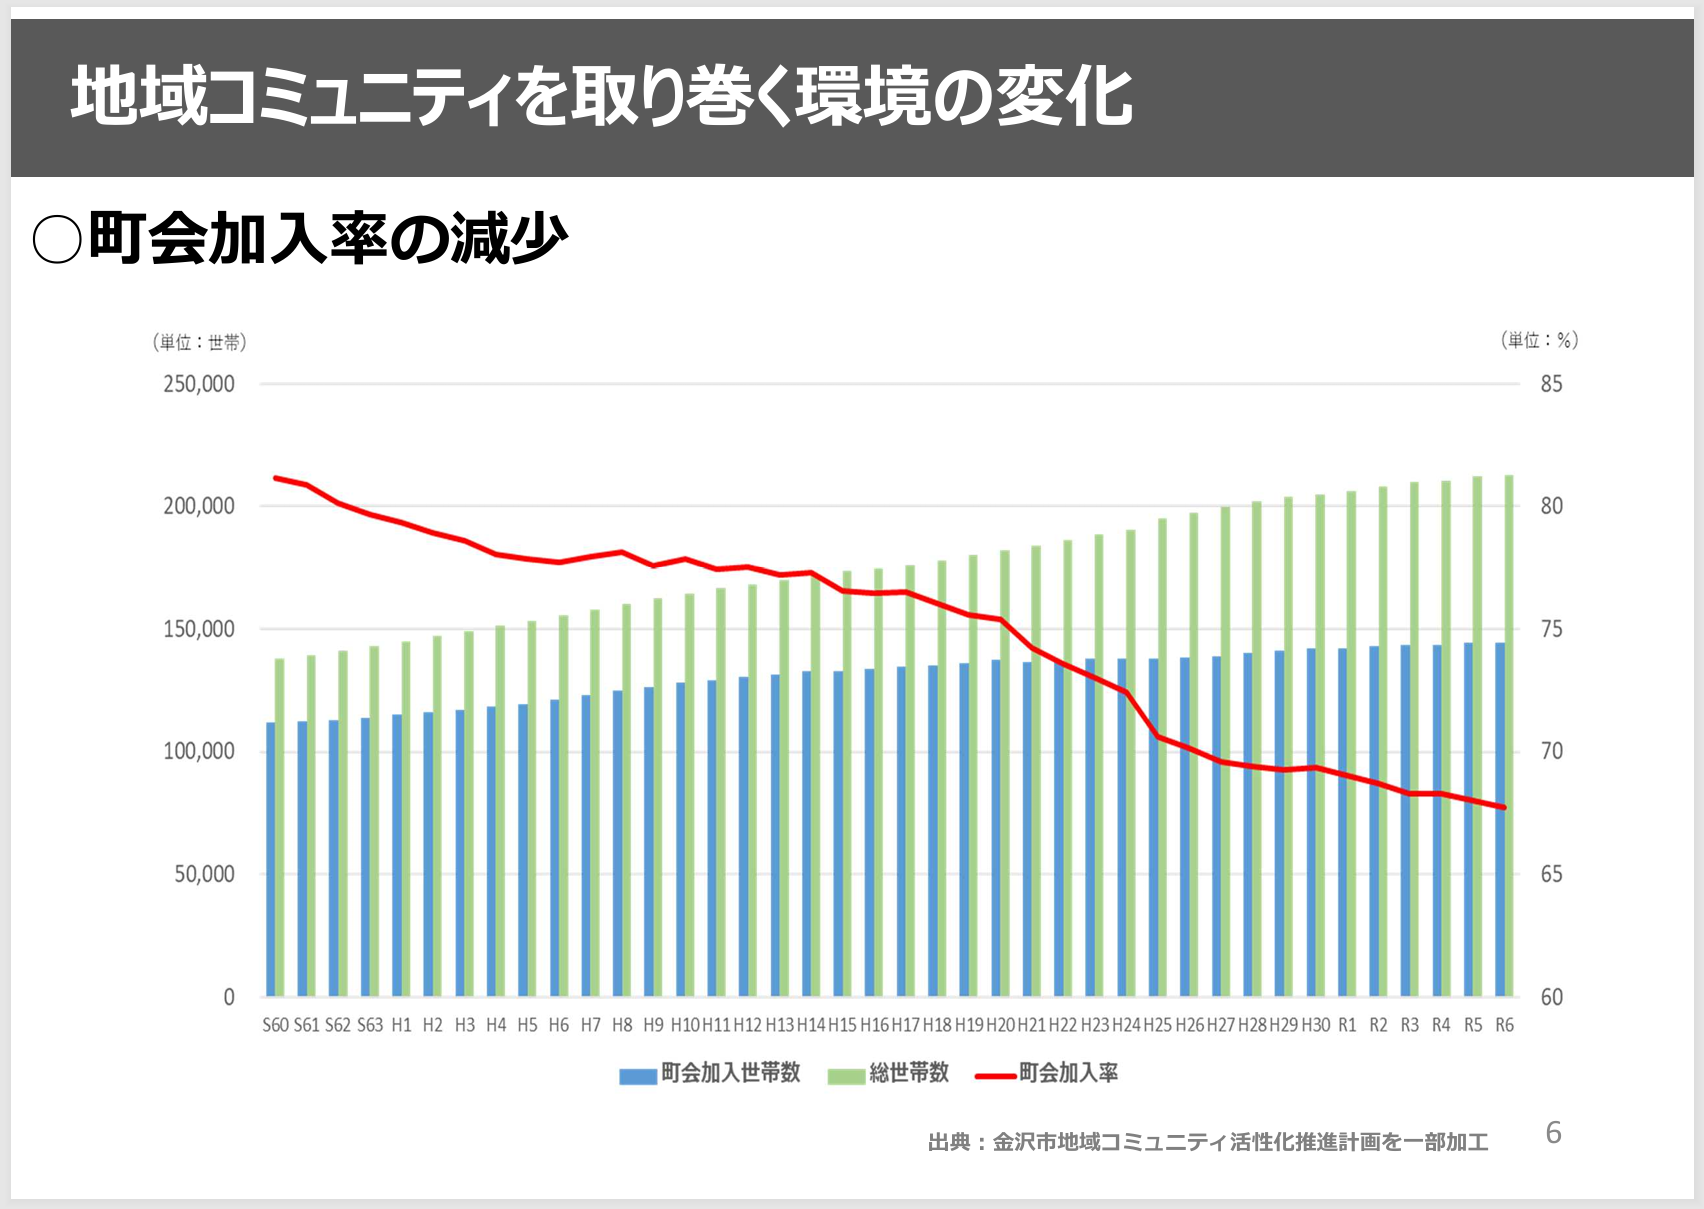 地域コミュニティを取り巻く環境の変化
○町会加入率の減少
（単位：世帯）
（単位：％）
250,000
85
200,000
80
150,000
75
100,000
70
50,000
65
0
60
S60 S61 S62 S63 H1 H2 H3 H4 H5 H6 H7 H8 H9 H10 H11 H12 H13 H14 H15 H16 H17 H18 H19 H20 H21 H22 H23 H24 H25 H26 H27 H28 H29 H30 R1 R2 R3 R4 R5 R6
町会加入世帯数 総世帯数 町会加入率
出典：金沢市地域コミュニティ活性化推進計画を一部加工
6